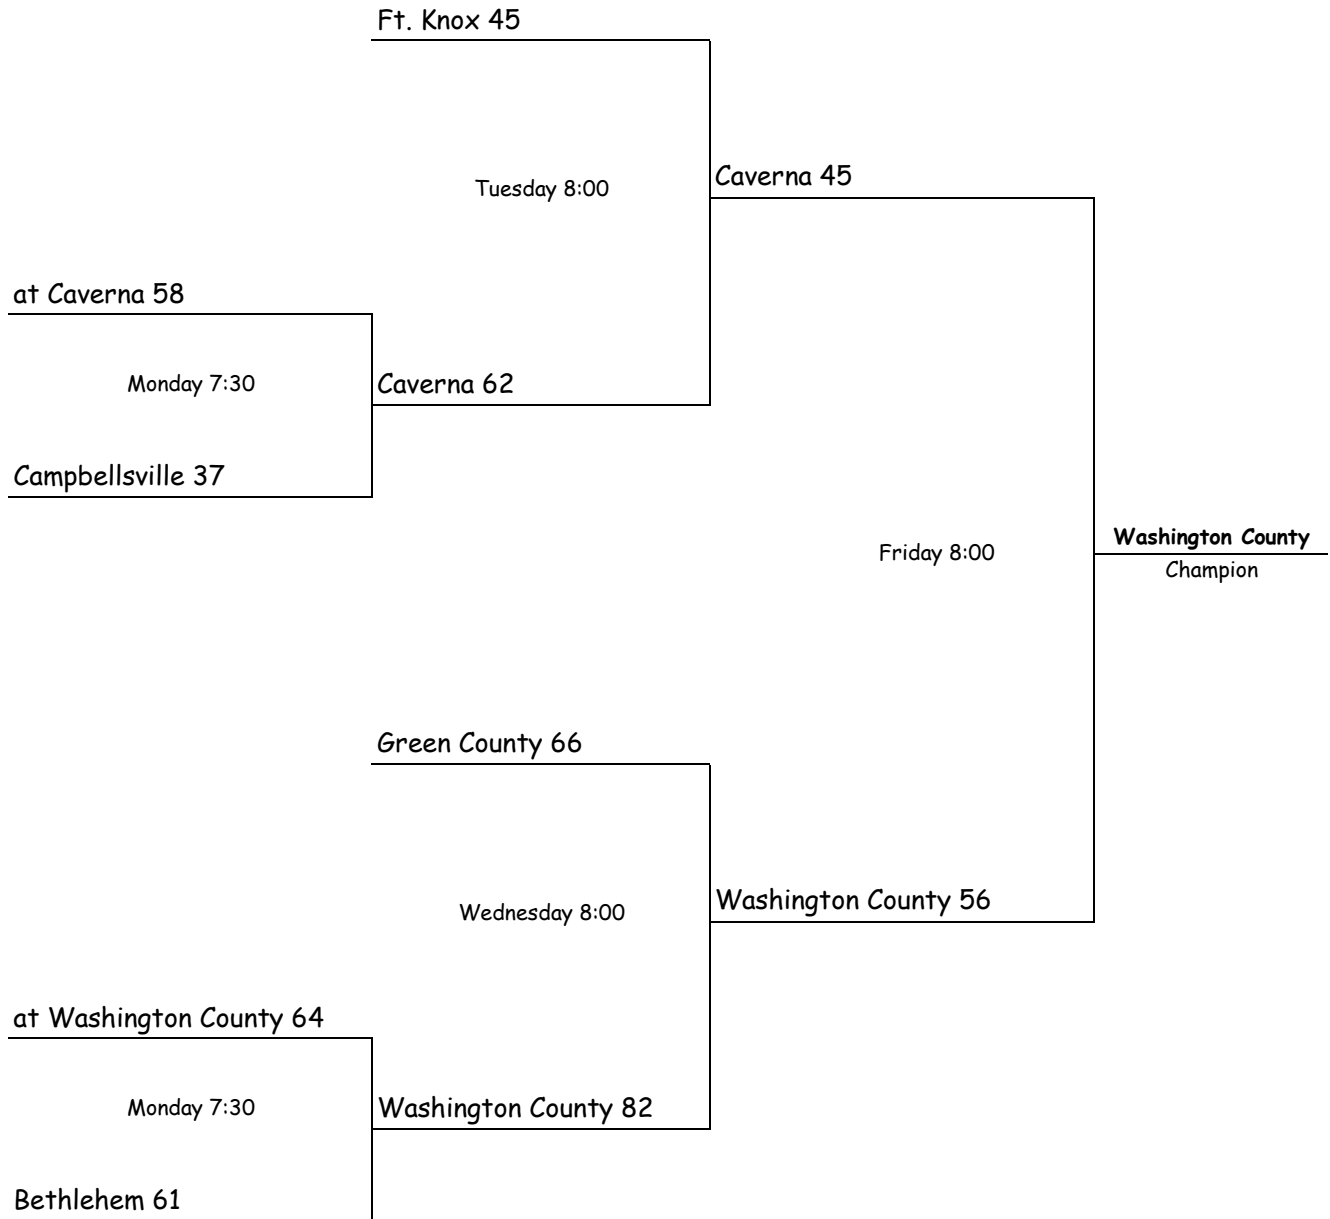 Ft. Knox 45
Tuesday 8:00
Caverna 45
at Caverna 58
Monday 7:30
Caverna 62
Campbellsville 37
Friday 8:00
Washington County
Champion
Green County 66
Wednesday 8:00
Washington County 56
at Washington County 64
Monday 7:30
Washington County 82
Bethlehem 61